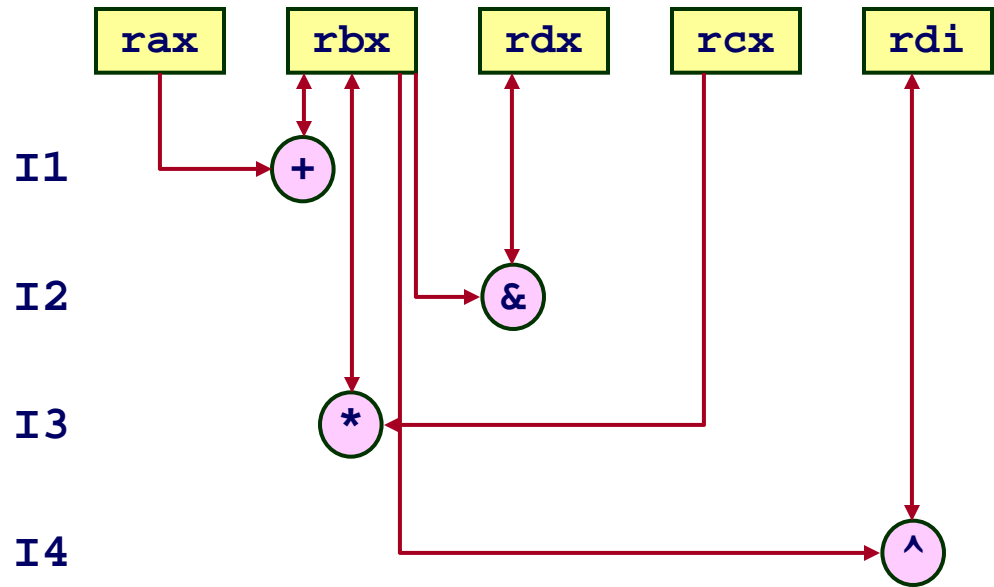 rax rbx rdx rcx rdi
I1 +
I2 &
I3 *
I4 ^